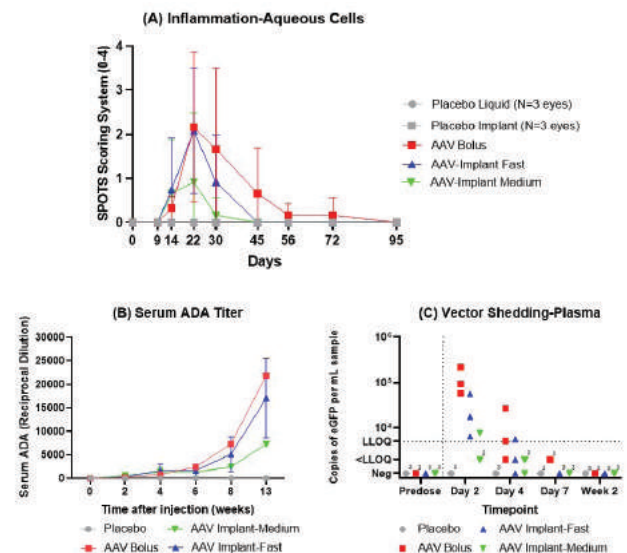 (A) Inflammation-Aqueous Cells
SPOTS Scoring System (0-4)
4
3
2
1
0
0 9 14 22 30 45 56 72 95
Days
Placebo Liquid (N=3 eyes)
Placebo Implant (N=3 eyes)
AAV Bolus
AAV-Implant Fast
AAV-Implant Medium
(B) Serum ADA Titer
Serum ADA (Reciprocal Dilution)
30000
25000
20000
15000
10000
5000
0
0 2 4 6 8 13
Time after injection (weeks)
Placebo
AAV Implant-Medium
AAV Bolus
AAV Implant-Fast
(C) Vector Shedding-Plasma
Copies of eGFP per mL sample
10⁶
10⁵
10⁴
LLOQ
<LLOQ
Neg
Predose Day 2 Day 4 Day 7 Week 2
Timepoint
Placebo
AAV Implant-Fast
AAV Bolus
AAV Implant-Medium